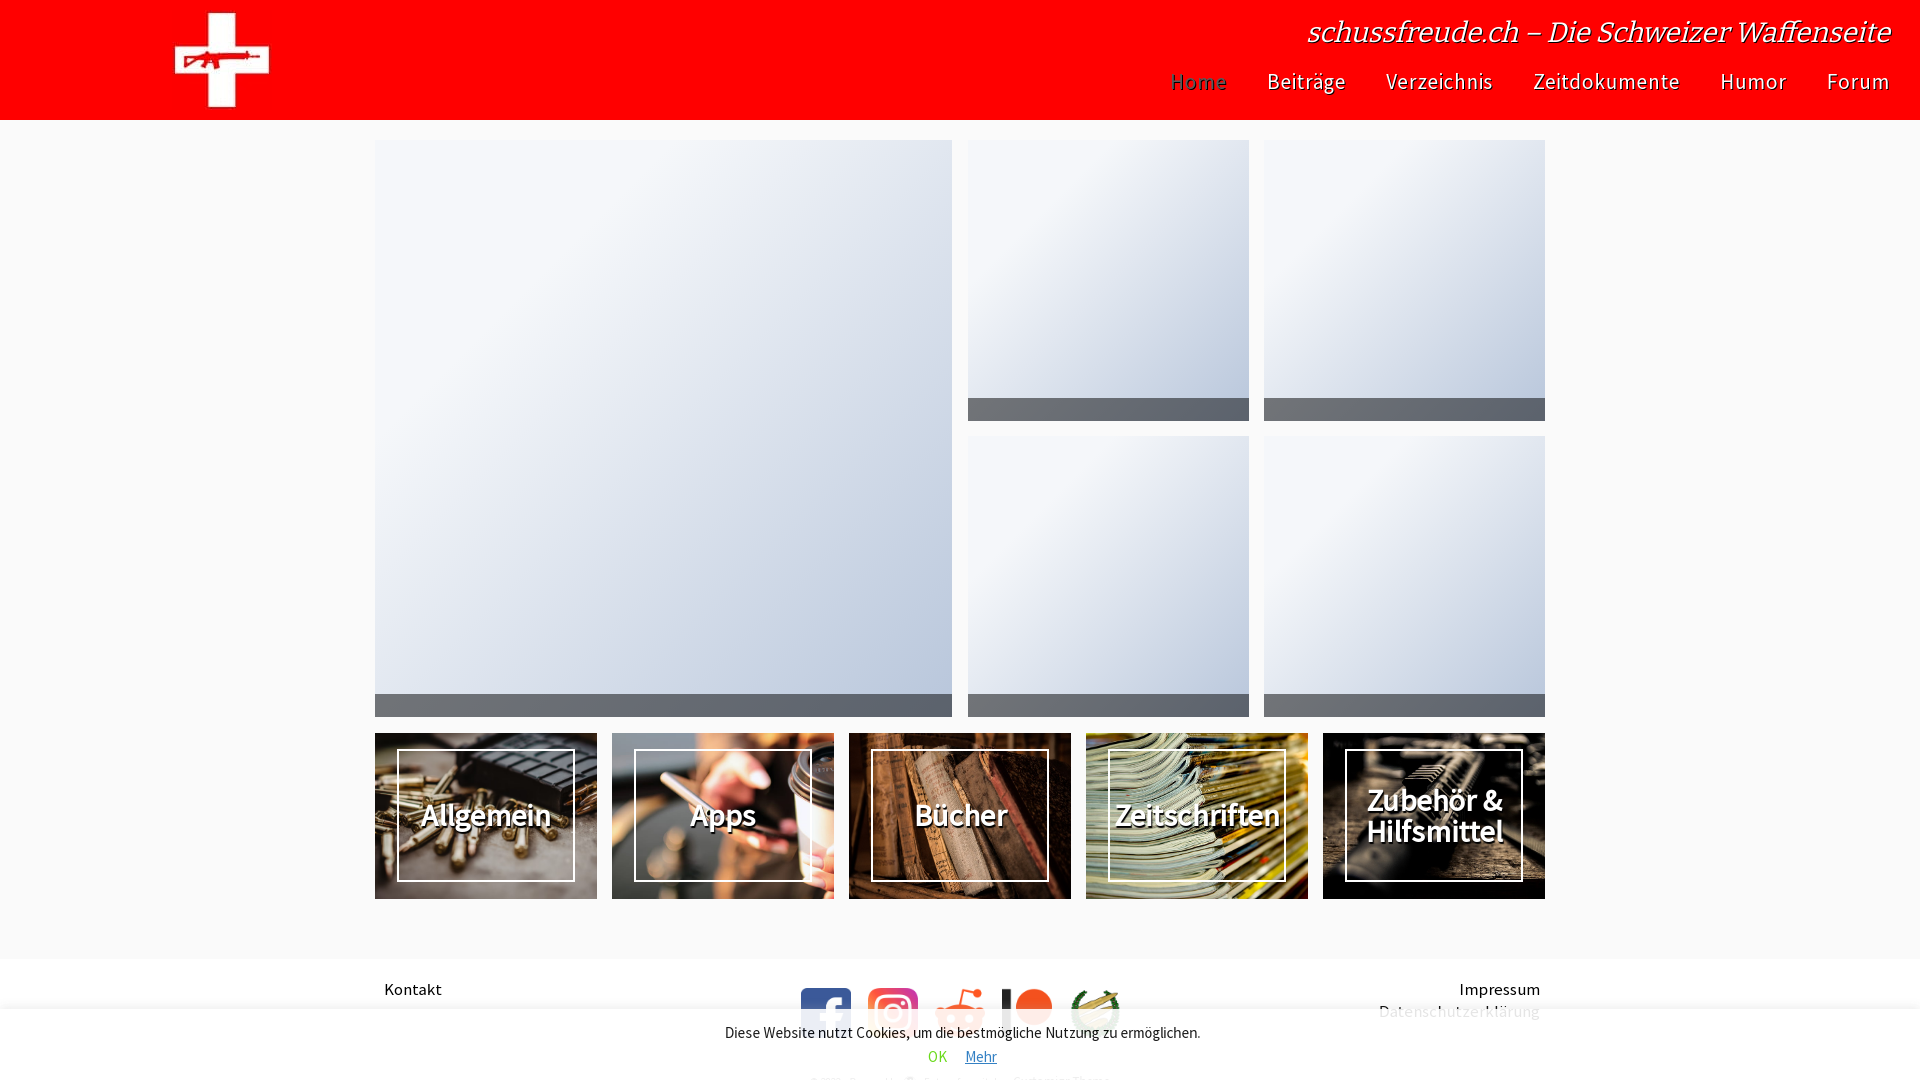 schussfreude.ch – Die Schweizer Waffenseite
Home Beiträge Verzeichnis Zeitdokumente Humor Forum
Allgemein
Apps
Bücher
Zeitschriften
Zubehör &
Hilfsmittel
Kontakt
Impressum
Datenschutzerklärung
Diese Website nutzt Cookies, um die bestmögliche Nutzung zu ermöglichen.
OK Mehr